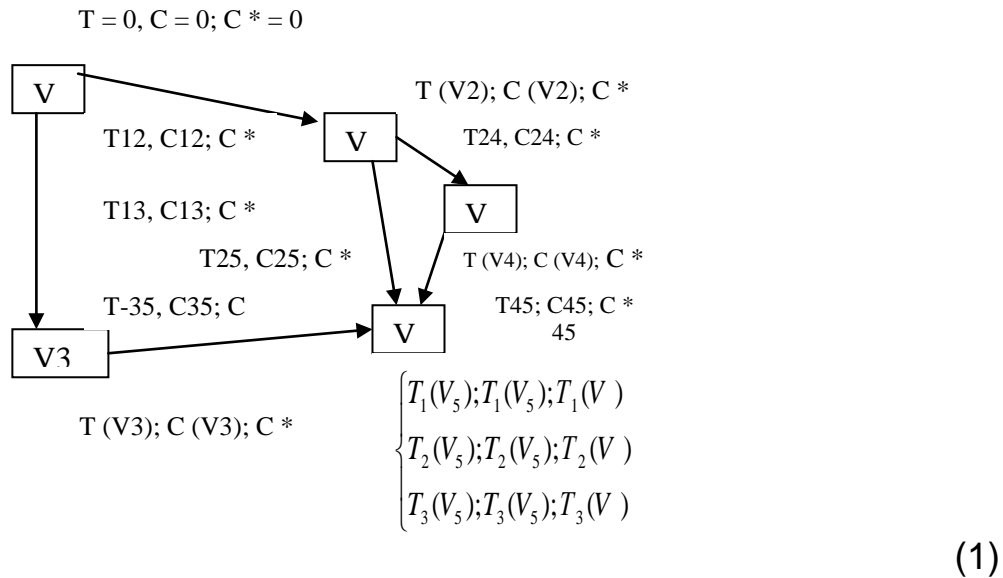 T = 0, C = 0; C * = 0
V
T (V2); C (V2); C *
T12, C12; C *
V
T24, C24; C *
T13, C13; C *
V
T25, C25; C *
T (V4); C (V4); C *
T-35, C35; C
V
T45; C45; C *
45
V3
T (V3); C (V3); C *
T₁(V₅);T₁(V₅);T₁(V )
T₂(V₅);T₂(V₅);T₂(V )
T₃(V₅);T₃(V₅);T₃(V )
(1)